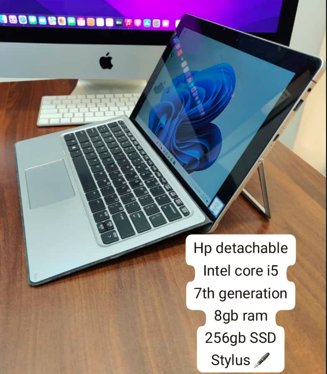 Hp detachable
Intel core i5
7th generation
8gb ram
256gb SSD
Stylus 🖋️